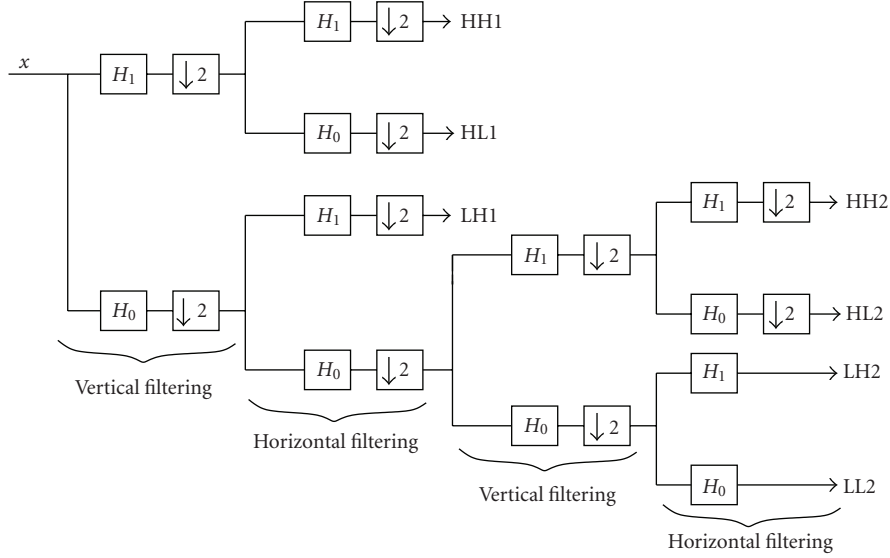 x
H1
↓2
H1
↓2
HH1
H0
↓2
HL1
H1
↓2
LH1
H0
↓2
Vertical filtering
H0
↓2
Horizontal filtering
H1
↓2
H1
↓2
HH2
H0
↓2
HL2
H0
↓2
Vertical filtering
H1
LH2
H0
LL2
Horizontal filtering